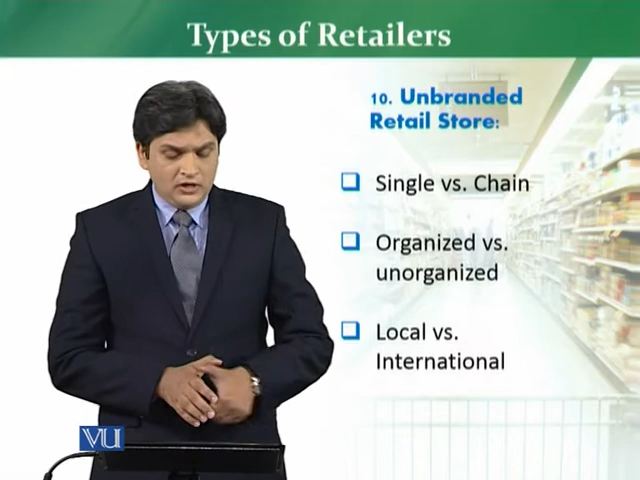 Types of Retailers
10. Unbranded
Retail Store:
Single vs. Chain
Organized vs.
unorganized
Local vs.
International
VU